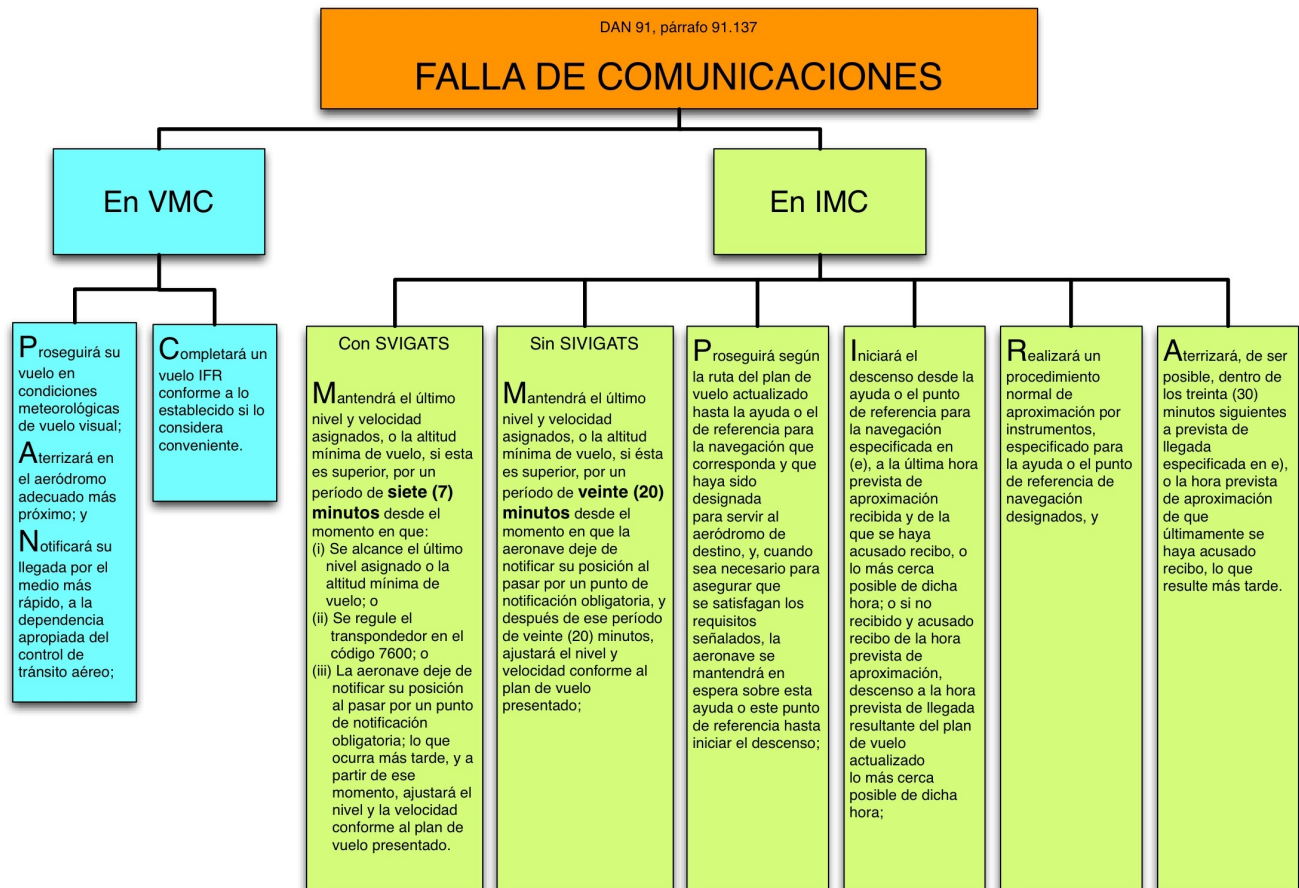 DAN 91, párrafo 91.137
FALLA DE COMUNICACIONES
En VMC
En IMC
Proseguirá su
vuelo en
condiciones
meteorológicas
de vuelo visual;
Aterrizará en
el aeródromo
adecuado más
próximo; y
Notificará su
llegada por el
medio más
rápido, a la
dependencia
apropiada del
control de
tránsito aéreo;
Completará un
vuelo IFR
conforme a lo
establecido si lo
considera
conveniente.
Con SVIGATS
Mantendrá el último
nivel y velocidad
asignados, o la altitud
mínima de vuelo, si esta
es superior, por un
período de siete (7)
minutos desde el
momento en que:
(i) Se alcance el último
nivel asignado o la
altitud mínima de
vuelo; o
(ii) Se regule el
transpondedor en el
código 7600; o
(iii) La aeronave deje de
notificar su posición
al pasar por un punto
de notificación
obligatoria; lo que
ocurra más tarde, y a
partir de ese
momento, ajustará el
nivel y la velocidad
conforme al plan de
vuelo presentado.
Sin SIVIGATS
Mantendrá el último
nivel y velocidad
asignados, o la altitud
mínima de vuelo, si ésta
es superior, por un
período de veinte (20)
minutos desde el
momento en que la
aeronave deje de
notificar su posición al
pasar por un punto de
notificación obligatoria, y
después de ese período
de veinte (20) minutos,
ajustará el nivel y
velocidad conforme al
plan de vuelo
presentado;
Proseguirá según
la ruta del plan de
vuelo actualizado
hasta la ayuda o el
de referencia para
la navegación que
corresponda y que
haya sido
designada
para servir al
aeródromo de
destino, y, cuando
sea necesario para
asegurar que
se satisfagan los
requisitos
señalados, la
aeronave se
mantendrá en
espera sobre esta
ayuda o este punto
de referencia hasta
iniciar el descenso;
Iniciará el
descenso desde la
ayuda o el punto
de referencia para
la navegación
especificada en
(e), a la última hora
prevista de
aproximación
recibida y de la
que se haya
acusado recibo, o
lo más cerca
posible de dicha
hora; o si no
recibido y acusado
recibo de la hora
prevista de
aproximación,
descenso a la hora
prevista de llegada
resultante del plan
de vuelo
actualizado
lo más cerca
posible de dicha
hora;
Realizará un
procedimiento
normal de
aproximación por
instrumentos,
especificado para
la ayuda o el punto
de referencia de
navegación
designados, y
Aterrizará, de ser
posible, dentro de
los treinta (30)
minutos siguientes
a prevista de
llegada
especificada en e),
o la hora prevista
de aproximación
de que
últimamente se
haya acusado
recibo, lo que
resulte más tarde.